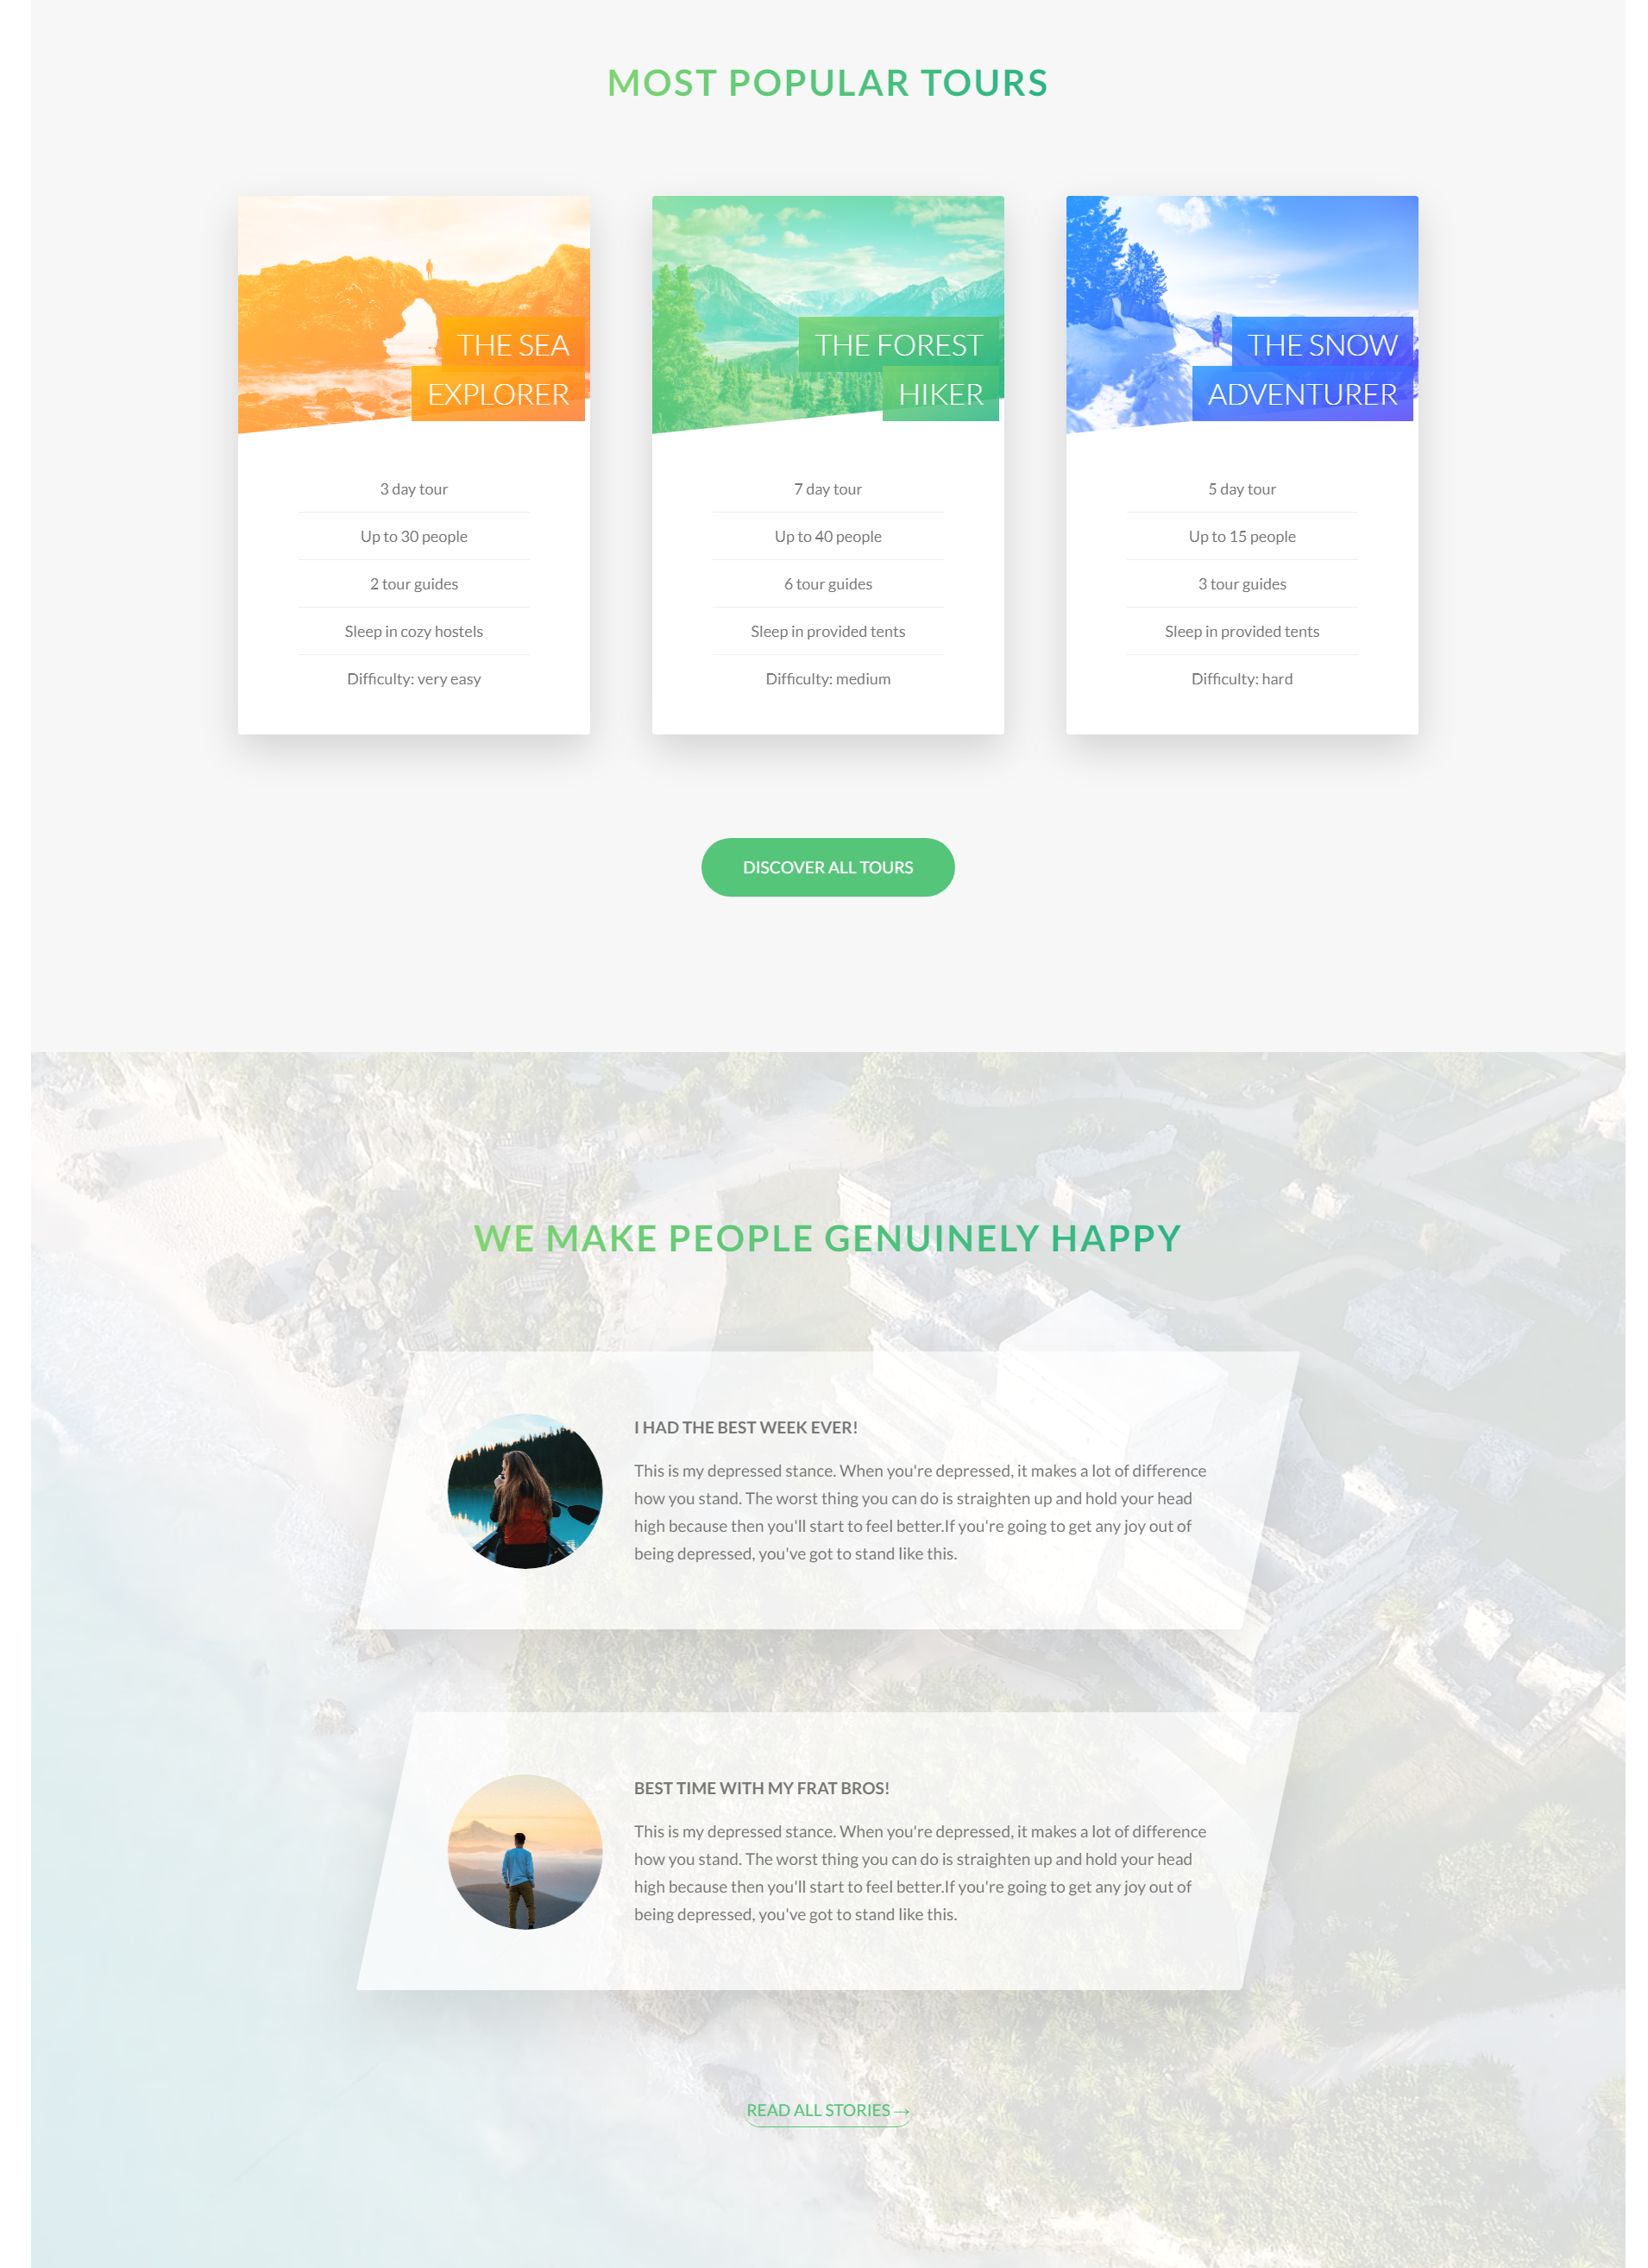 MOST POPULAR TOURS
THE SEA
EXPLORER
3 day tour
Up to 30 people
2 tour guides
Sleep in cozy hostels
Difficulty: very easy
THE FOREST
HIKER
7 day tour
Up to 40 people
6 tour guides
Sleep in provided tents
Difficulty: medium
THE SNOW
ADVENTURER
5 day tour
Up to 15 people
3 tour guides
Sleep in provided tents
Difficulty: hard
DISCOVER ALL TOURS
WE MAKE PEOPLE GENUINELY HAPPY
I HAD THE BEST WEEK EVER!
This is my depressed stance. When you're depressed, it makes a lot of difference
how you stand. The worst thing you can do is straighten up and hold your head
high because then you'll start to feel better.If you're going to get any joy out of
being depressed, you've got to stand like this.
BEST TIME WITH MY FRAT BROS!
This is my depressed stance. When you're depressed, it makes a lot of difference
how you stand. The worst thing you can do is straighten up and hold your head
high because then you'll start to feel better.If you're going to get any joy out of
being depressed, you've got to stand like this.
READ ALL STORIES →